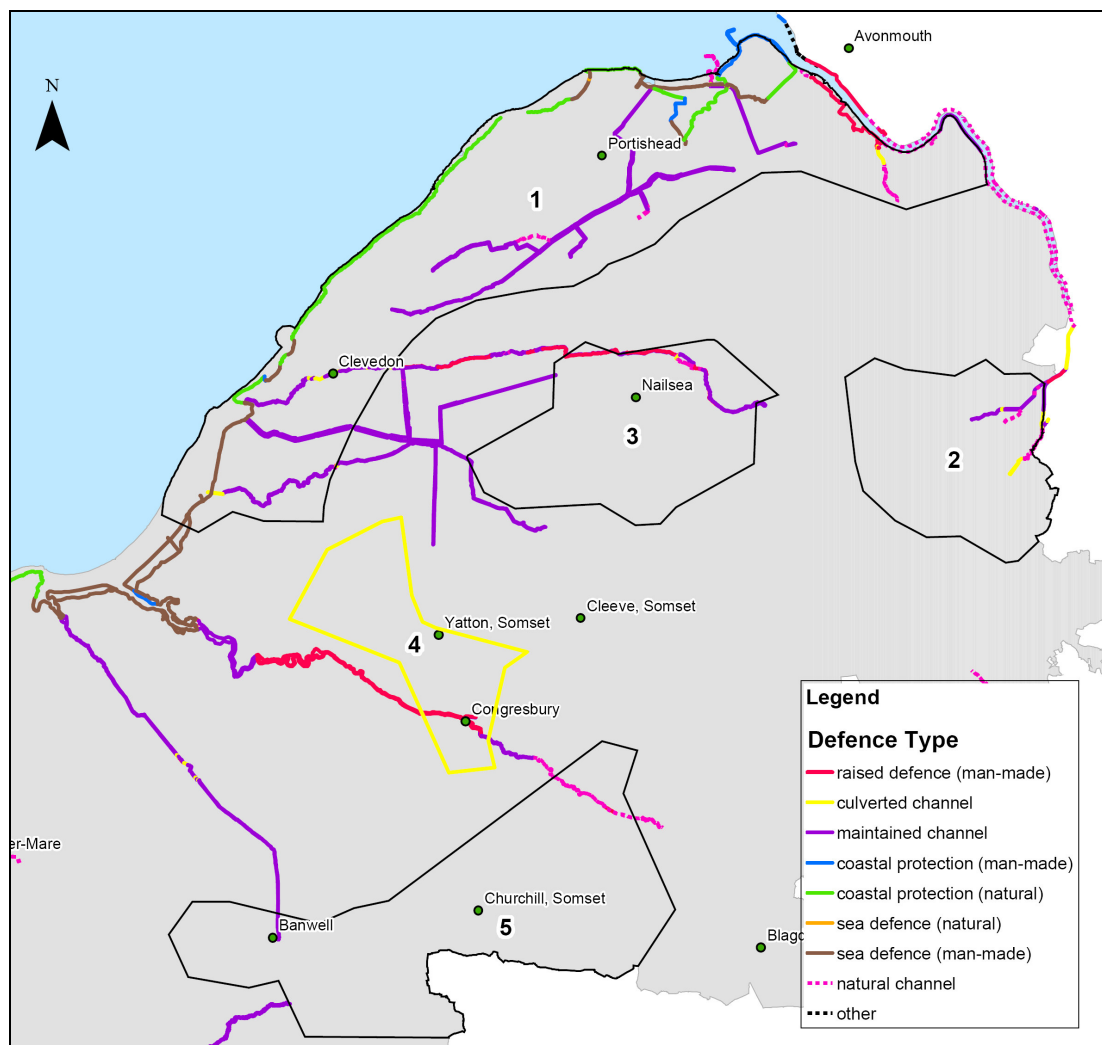 N
Avonmouth
Portishead
1
Clevedon
Nailsea
3
2
Cleeve, Somset
Yatton, Somset
4
Congresbury
er-Mare
Churchill, Somset
5
Banwell
Blagd
Legend
Defence Type
raised defence (man-made)
culverted channel
maintained channel
coastal protection (man-made)
coastal protection (natural)
sea defence (natural)
sea defence (man-made)
natural channel
other